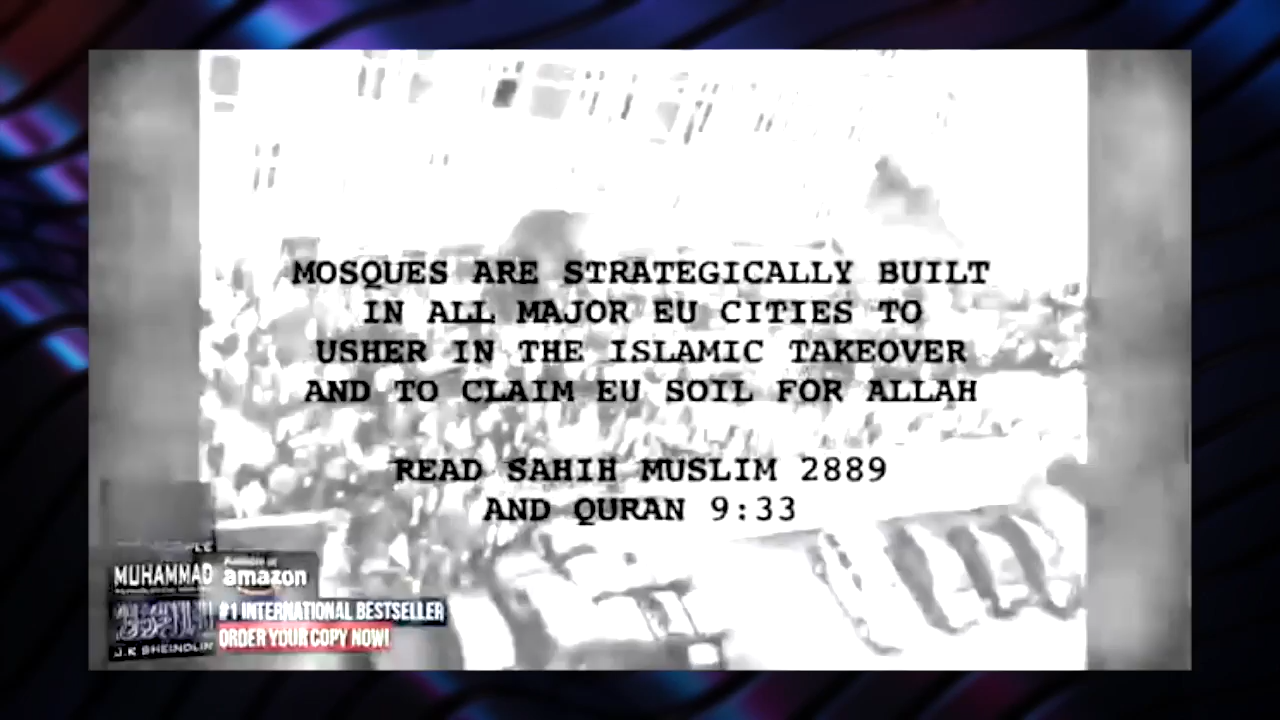 MOSQUES ARE STRATEGICALLY BUILT
IN ALL MAJOR EU CITIES TO
USHER IN THE ISLAMIC TAKEOVER
AND TO CLAIM EU SOIL FOR ALLAH
READ SAHIH MUSLIM 2889
AND QURAN 9:33
MUHAMMAD
amazon
#1 INTERNATIONAL BESTSELLER
ORDER YOUR COPY NOW!
J.K SHEINDLIN